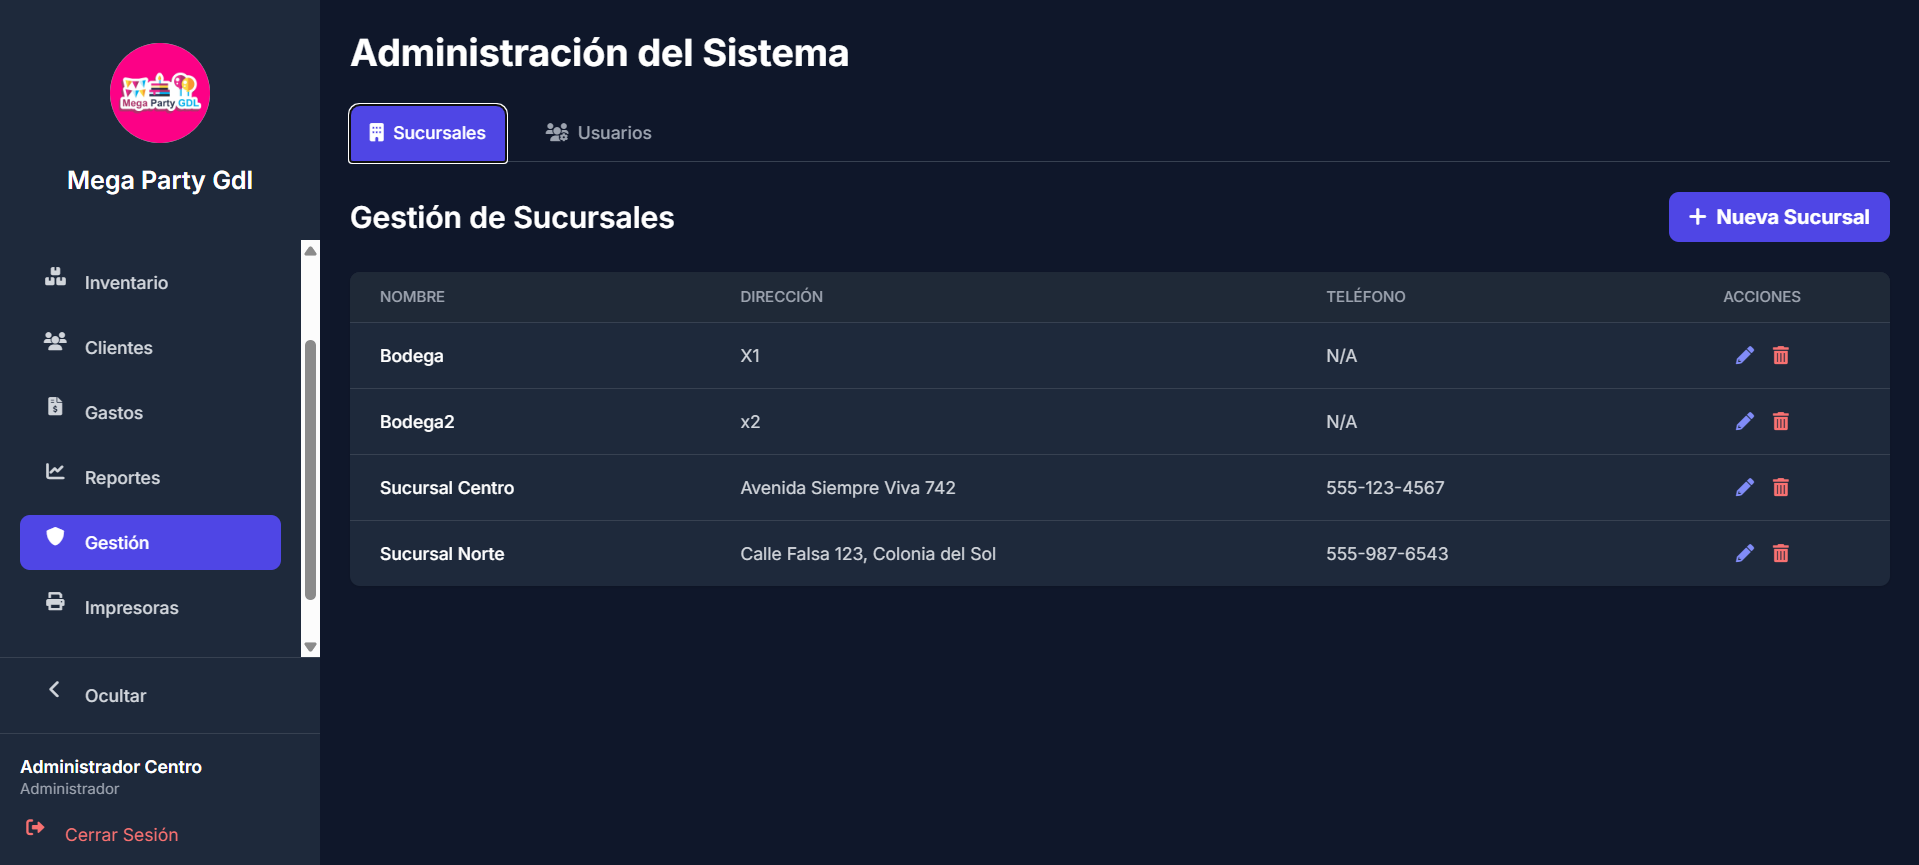 Mega Party GDL
Mega Party Gdl
Inventario
Clientes
Gastos
Reportes
Gestión
Impresoras
Ocultar
Administrador Centro
Administrador
Cerrar Sesión
Administración del Sistema
Sucursales Usuarios
Gestión de Sucursales
+ Nueva Sucursal
NOMBRE DIRECCIÓN TELÉFONO ACCIONES
Bodega X1 N/A
Bodega2 x2 N/A
Sucursal Centro Avenida Siempre Viva 742 555-123-4567
Sucursal Norte Calle Falsa 123, Colonia del Sol 555-987-6543